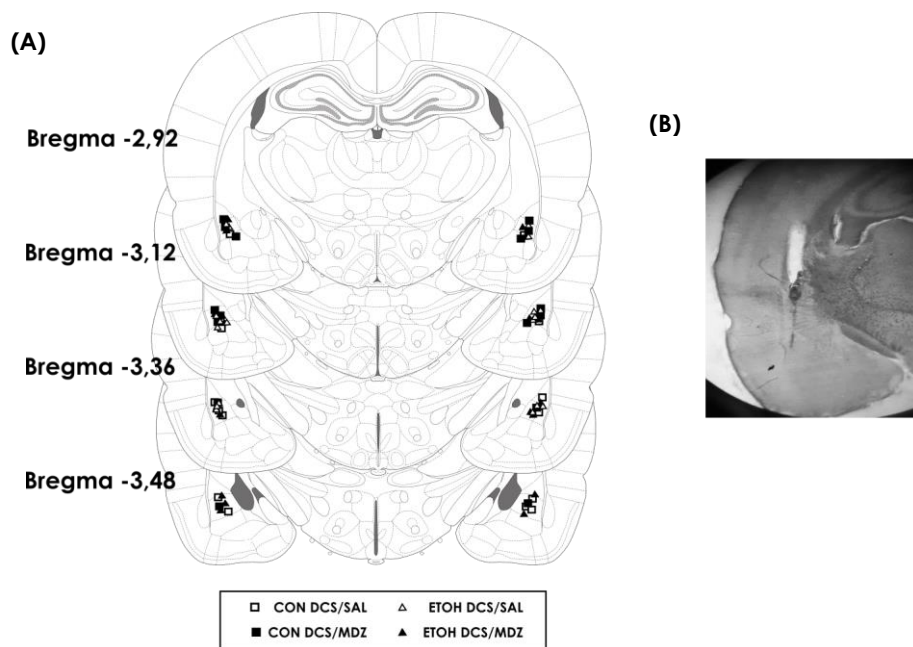 (A)
Bregma -2,92
(B)
Bregma -3,12
Bregma -3,36
Bregma -3,48
CON DCS/SAL ETOH DCS/SAL
CON DCS/MDZ ETOH DCS/MDZ